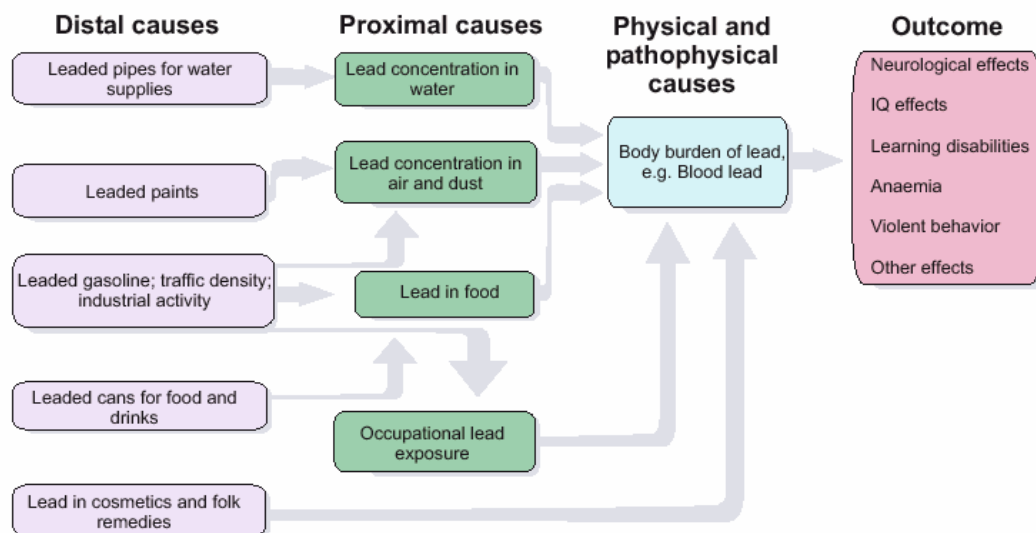 Distal causes
Leaded pipes for water
supplies
Leaded paints
Leaded gasoline; traffic density;
industrial activity
Leaded cans for food and
drinks
Lead in cosmetics and folk
remedies
Proximal causes
Lead concentration in
water
Lead concentration in
air and dust
Lead in food
Occupational lead
exposure
Physical and
pathophysical
causes
Body burden of lead,
e.g. Blood lead
Outcome
Neurological effects
IQ effects
Learning disabilities
Anaemia
Violent behavior
Other effects